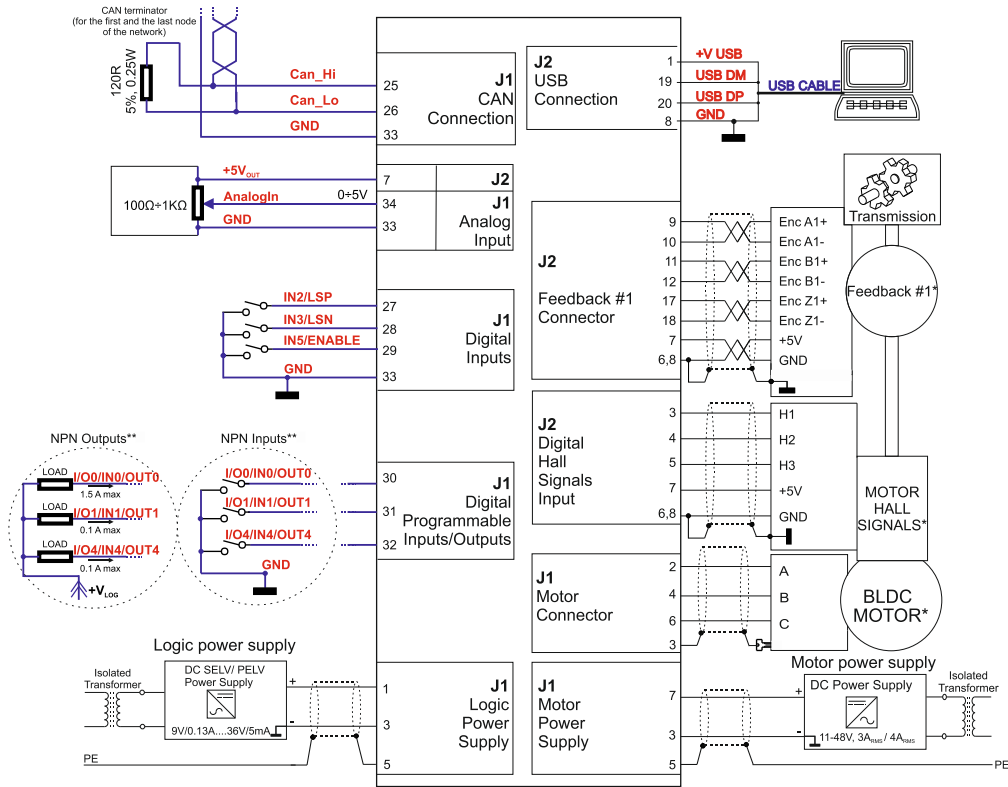 CAN terminator
(for the first and the last node
of the network)
120R
5%, 0.25W
Can_Hi
Can_Lo
GND
25
26
33
J1
CAN
Connection
J2
USB
Connection
1
19
20
8
+V USB
USB DM
USB DP
GND
USB CABLE
100Ω÷1KΩ
+5VOUT
AnalogIn
0÷5V
GND
7
34
33
J2
J1
Analog
Input
IN2/LSP
IN3/LSN
IN5/ENABLE
GND
27
28
29
33
J1
Digital
Inputs
J2
Feedback #1
Connector
9
10
11
12
17
18
7
6,8
Enc A1+
Enc A1-
Enc B1+
Enc B1-
Enc Z1+
Enc Z1-
+5V
GND
Transmission
Feedback #1*
NPN Outputs**
LOAD
I/O0/IN0/OUT0
1.5 A max
LOAD
I/O1/IN1/OUT1
0.1 A max
LOAD
I/O4/IN4/OUT4
0.1 A max
+VLOG
NPN Inputs**
I/O0/IN0/OUT0
I/O1/IN1/OUT1
I/O4/IN4/OUT4
GND
30
31
32
J1
Digital
Programmable
Inputs/Outputs
J2
Digital
Hall
Signals
Input
3
4
5
7
6,8
H1
H2
H3
+5V
GND
MOTOR
HALL
SIGNALS*
J1
Motor
Connector
2
4
6
3
A
B
C
BLDC
MOTOR*
Logic power supply
Isolated
Transformer
DC SELV/ PELV
Power Supply
9V/0.13A....36V/5mA
+
-
PE
1
3
5
J1
Logic
Power
Supply
J1
Motor
Power
Supply
7
3
5
Motor power supply
+
-
DC Power Supply
11-48V, 3ARMS / 4ARMS
Isolated
Transformer
PE